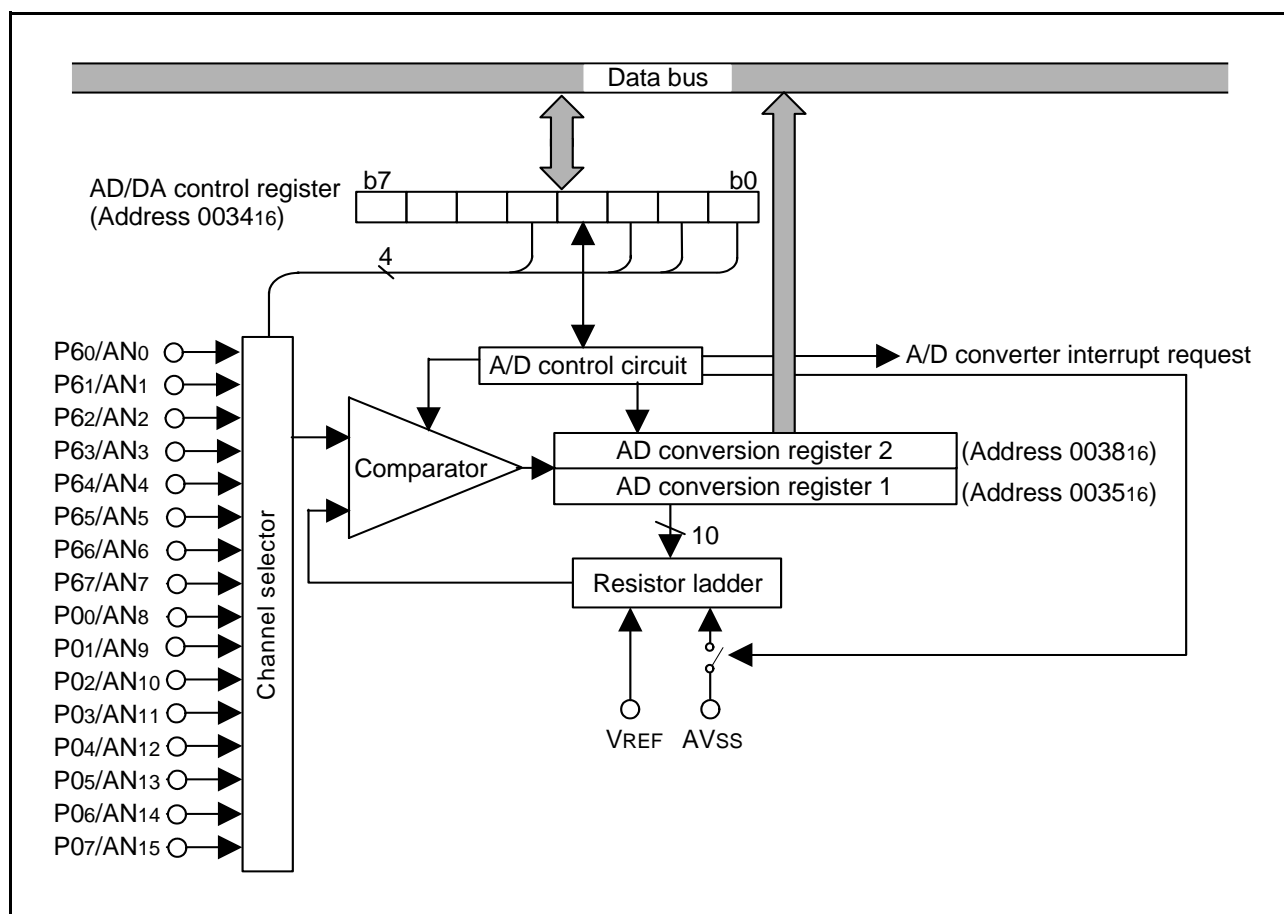 Data bus
AD/DA control register
(Address 003416)
b7
b0
4
P60/AN0
P61/AN1
P62/AN2
P63/AN3
P64/AN4
P65/AN5
P66/AN6
P67/AN7
P00/AN8
P01/AN9
P02/AN10
P03/AN11
P04/AN12
P05/AN13
P06/AN14
P07/AN15
Channel selector
A/D control circuit
A/D converter interrupt request
Comparator
AD conversion register 2
(Address 003816)
AD conversion register 1
(Address 003516)
10
Resistor ladder
VREF
AVSS